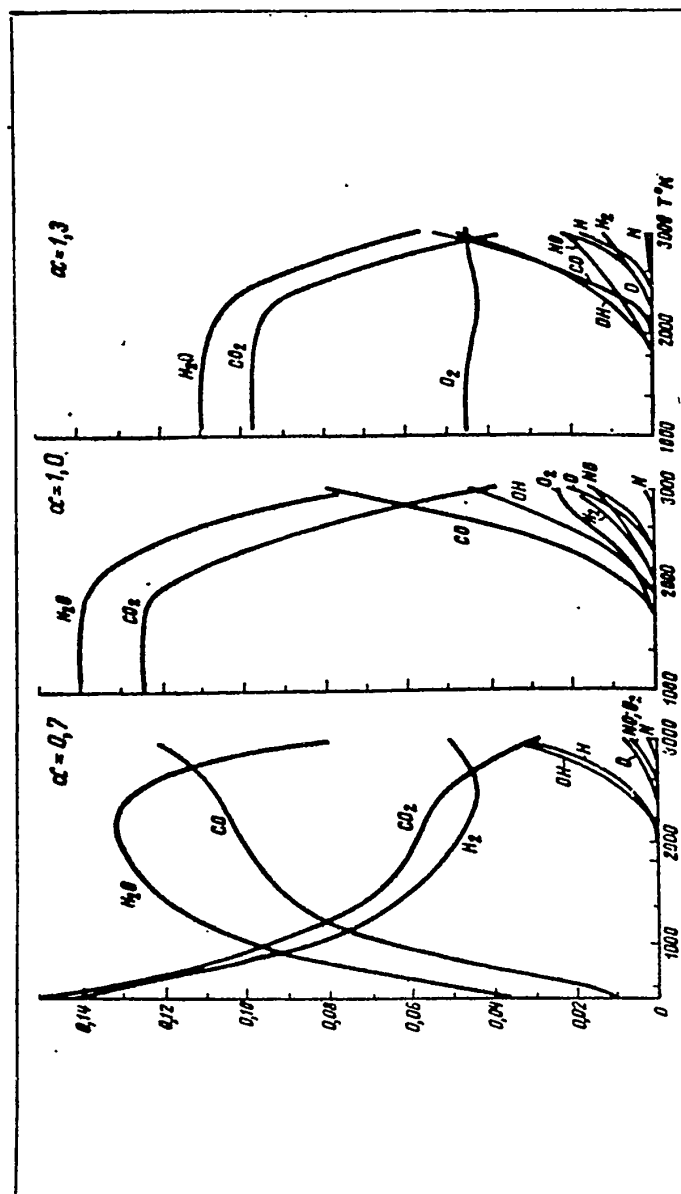 α=0,7
0,14
0,12
0,10
0,08
0,06
0,04
0,02
0
H₂O
CO
CO₂
H₂
OH
H
O
NO; O₂
N
1000
2000
3000
α=1,0
H₂O
CO₂
CO
OH
O₂
O
H₂
NO
N
1000
2000
3000
α=1,3
H₂O
CO₂
O₂
OH
CO
NO
H
H₂
O
N
1000
2000
3000 T°K